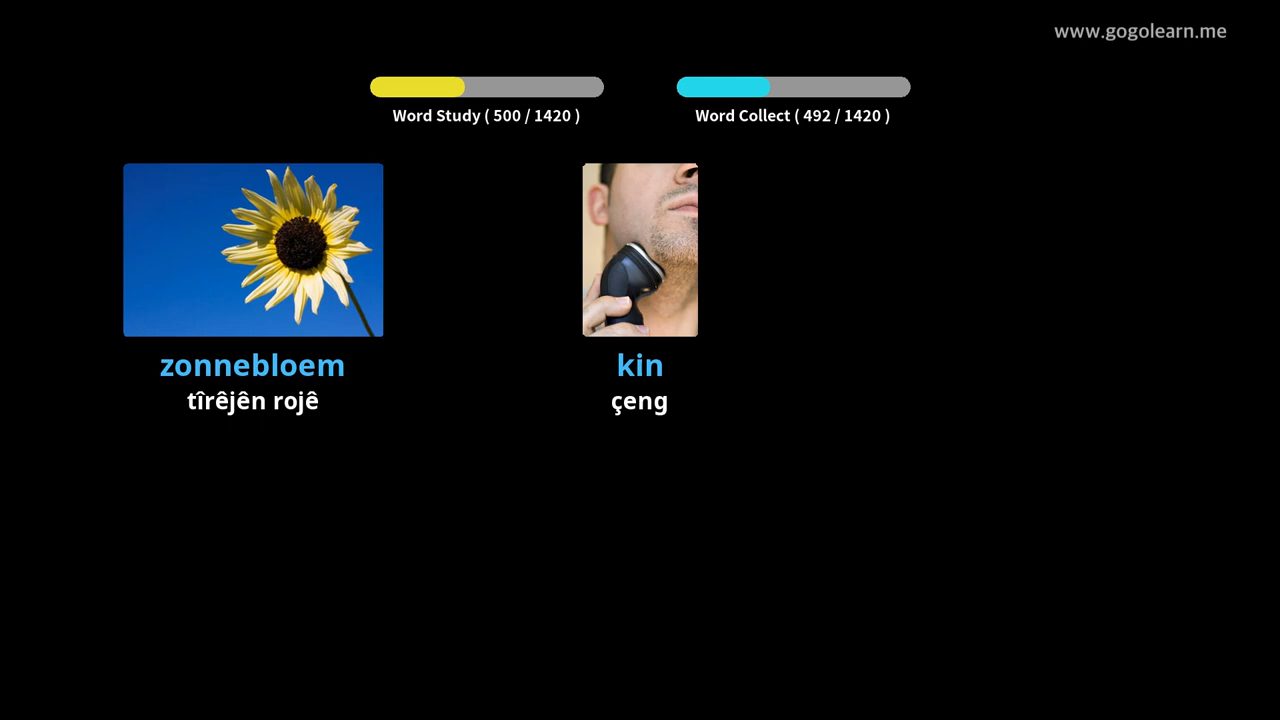 www.gogolearn.me
Word Study ( 500 / 1420 )
Word Collect ( 492 / 1420 )
zonnebloem
tîrêjên rojê
kin
çeng